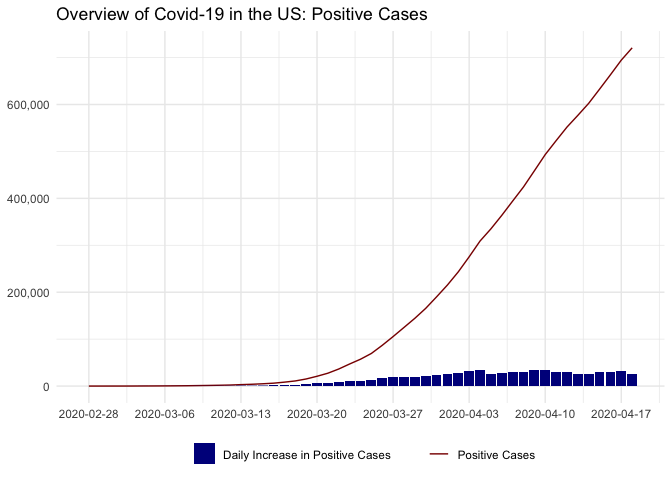 Overview of Covid-19 in the US: Positive Cases
600,000
400,000
200,000
0
2020-02-28 2020-03-06 2020-03-13 2020-03-20 2020-03-27 2020-04-03 2020-04-10 2020-04-17
Daily Increase in Positive Cases Positive Cases